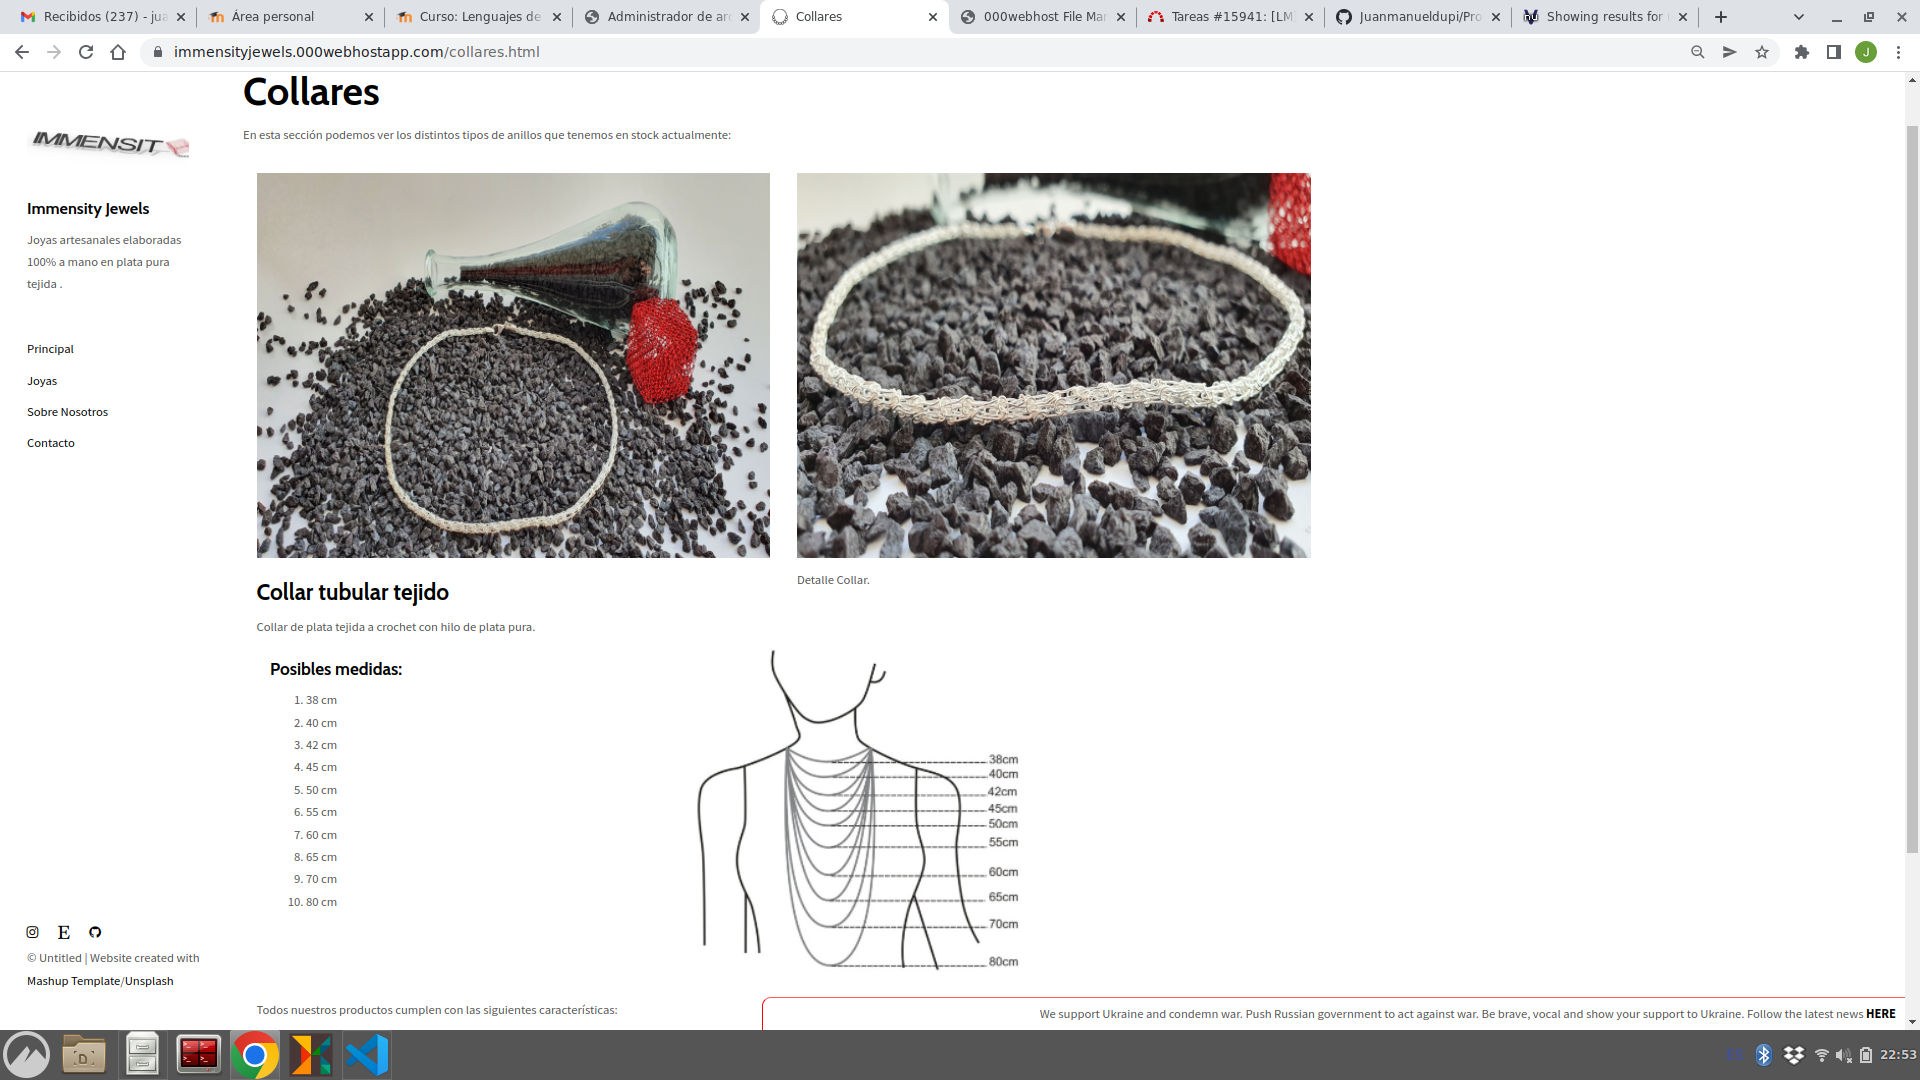 Recibidos (237) - jua
Área personal
Curso: Lenguajes de
Administrador de arc
Collares
000webhost File Man
Tareas #15941: [LM]
Juanmanueldupi/Pro
Showing results for
immensityjewels.000webhostapp.com/collares.html
J
Collares
En esta sección podemos ver los distintos tipos de anillos que tenemos en stock actualmente:
IMMENSIT
Immensity Jewels
Joyas artesanales elaboradas
100% a mano en plata pura
tejida .
Principal
Joyas
Sobre Nosotros
Contacto
Collar tubular tejido
Collar de plata tejida a crochet con hilo de plata pura.
Detalle Collar.
Posibles medidas:
1. 38 cm
2. 40 cm
3. 42 cm
4. 45 cm
5. 50 cm
6. 55 cm
7. 60 cm
8. 65 cm
9. 70 cm
10. 80 cm
38cm
40cm
42cm
45cm
50cm
55cm
60cm
65cm
70cm
80cm
© Untitled | Website created with
Mashup Template/Unsplash
Todos nuestros productos cumplen con las siguientes características:
We support Ukraine and condemn war. Push Russian government to act against war. Be brave, vocal and show your support to Ukraine. Follow the latest news HERE
ES
22:53